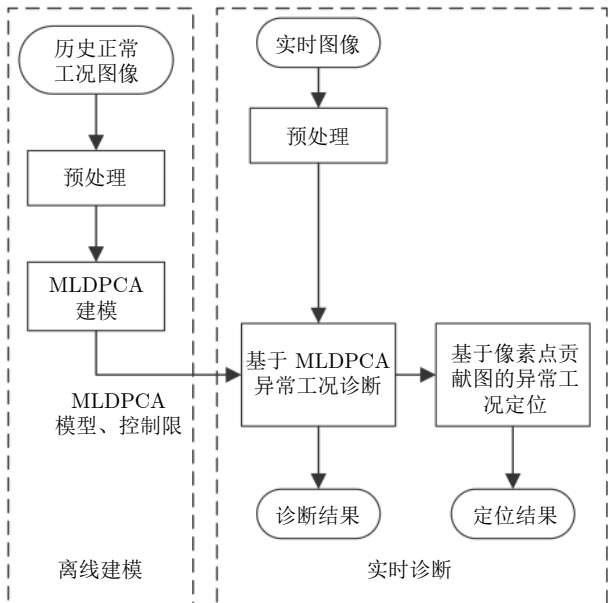 历史正常
工况图像
预处理
MLDPCA
建模
MLDPCA
模型、控制限
离线建模
实时图像
预处理
基于 MLDPCA
异常工况诊断
诊断结果
基于像素点贡
献图的异常工
况定位
定位结果
实时诊断